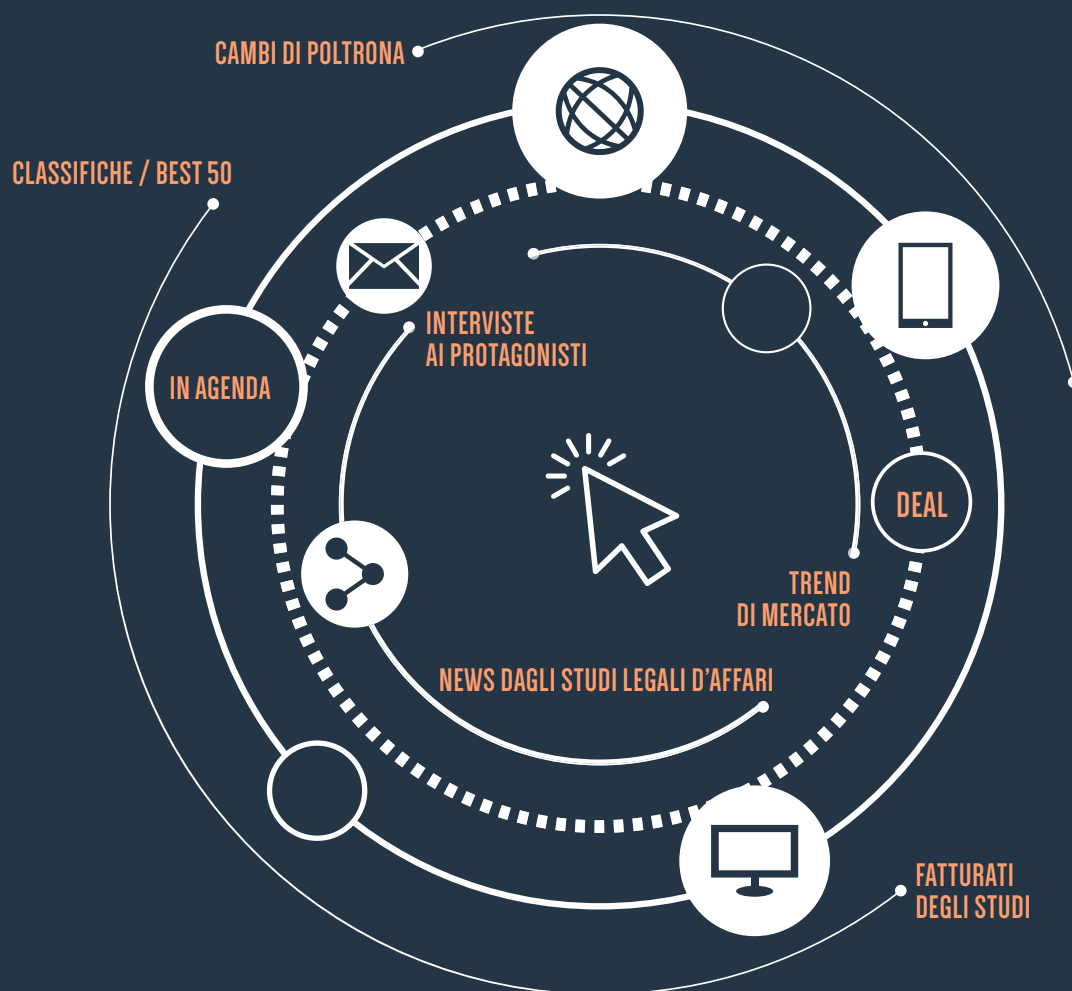 CAMBI DI POLTRONA
CLASSIFICHE / BEST 50
INTERVISTE
AI PROTAGONISTI
IN AGENDA
DEAL
TREND
DI MERCATO
NEWS DAGLI STUDI LEGALI D’AFFARI
FATTURATI
DEGLI STUDI